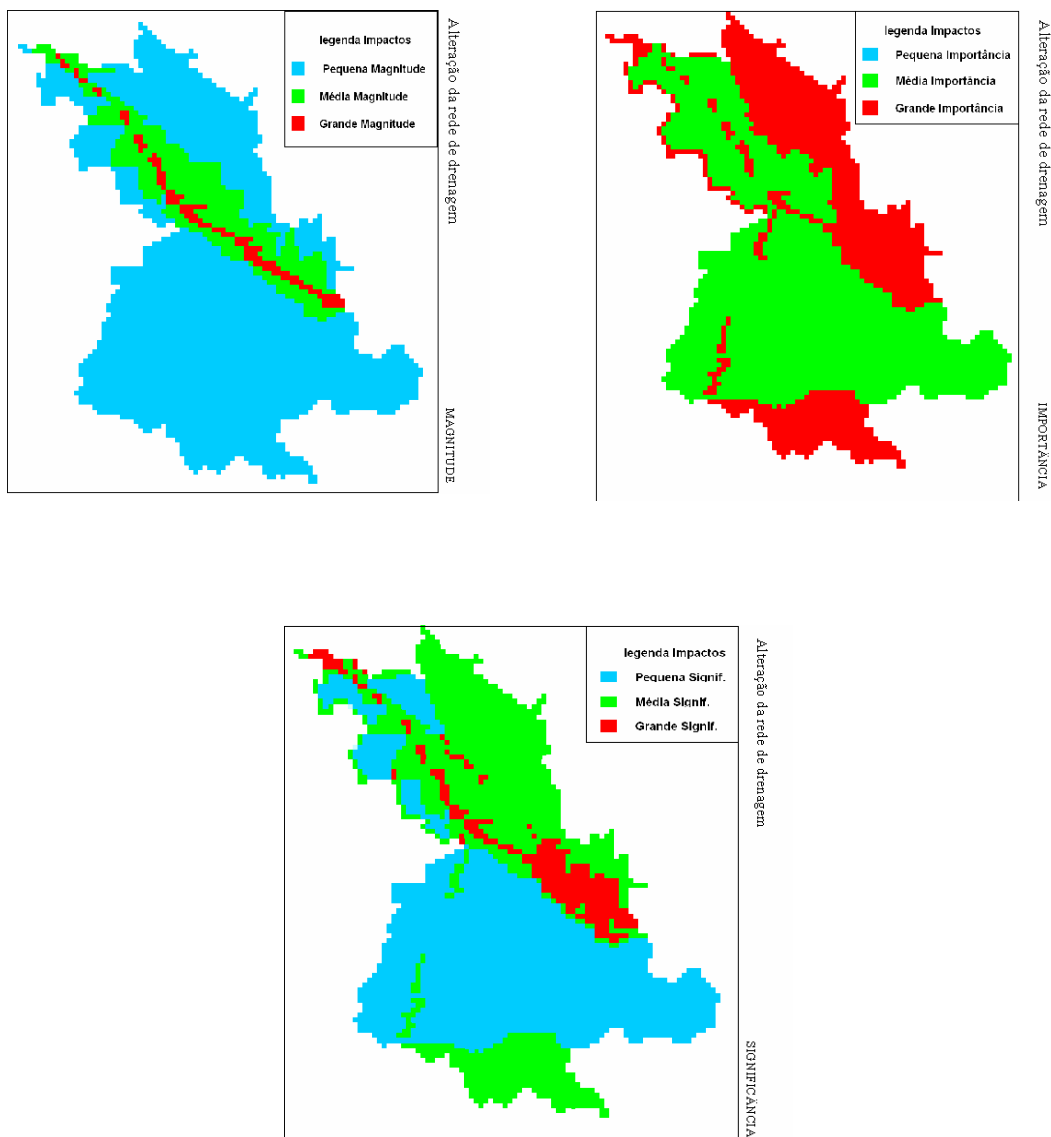 legenda Impactos
Pequena Magnitude
Média Magnitude
Grande Magnitude
Alteração da rede de drenagem
MAGNITUDE
legenda Impactos
Pequena Importância
Média Importância
Grande Importância
Alteração da rede de drenagem
IMPORTÂNCIA
legenda Impactos
Pequena Signif.
Média Signif.
Grande Signif.
Alteração da rede de drenagem
SIGNIFICÂNCIA